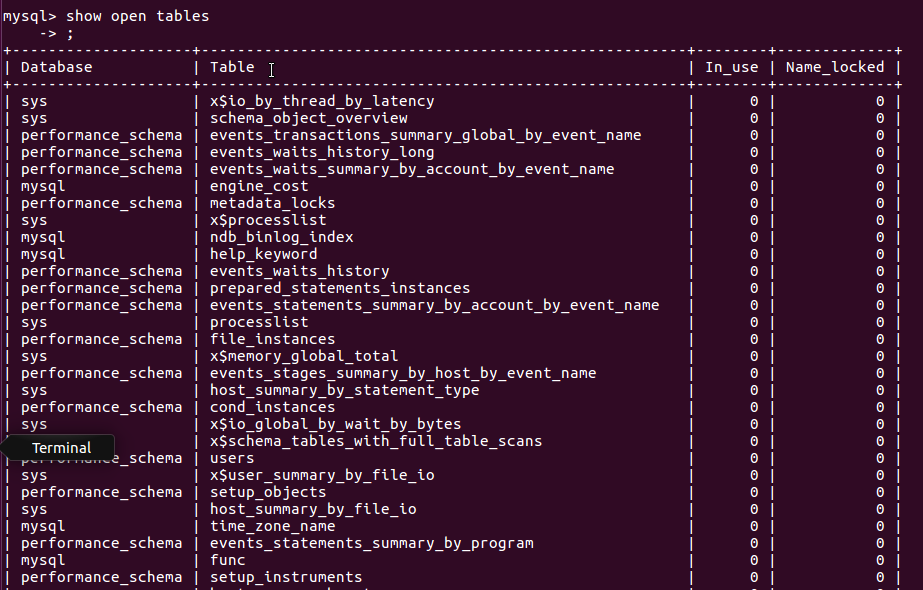 mysql> show open tables
    -> ;
+--------------------+------------------------------------------------------+--------+-------------+
| Database           | Table                                                | In_use | Name_locked |
+--------------------+------------------------------------------------------+--------+-------------+
| sys                | x$io_by_thread_by_latency                            |      0 |           0 |
| sys                | schema_object_overview                               |      0 |           0 |
| performance_schema | events_transactions_summary_global_by_event_name     |      0 |           0 |
| performance_schema | events_waits_history_long                            |      0 |           0 |
| performance_schema | events_waits_summary_by_account_by_event_name        |      0 |           0 |
| mysql              | engine_cost                                          |      0 |           0 |
| performance_schema | metadata_locks                                       |      0 |           0 |
| sys                | x$processlist                                        |      0 |           0 |
| mysql              | ndb_binlog_index                                     |      0 |           0 |
| mysql              | help_keyword                                         |      0 |           0 |
| performance_schema | events_waits_history                                 |      0 |           0 |
| performance_schema | prepared_statements_instances                        |      0 |           0 |
| performance_schema | events_statements_summary_by_account_by_event_name   |      0 |           0 |
| sys                | processlist                                          |      0 |           0 |
| performance_schema | file_instances                                       |      0 |           0 |
| sys                | x$memory_global_total                                |      0 |           0 |
| performance_schema | events_stages_summary_by_host_by_event_name          |      0 |           0 |
| sys                | host_summary_by_statement_type                       |      0 |           0 |
| performance_schema | cond_instances                                       |      0 |           0 |
| sys                | x$io_global_by_wait_by_bytes                         |      0 |           0 |
Terminal             | x$schema_tables_with_full_table_scans                |      0 |           0 |
| performance_schema | users                                                |      0 |           0 |
| sys                | x$user_summary_by_file_io                            |      0 |           0 |
| performance_schema | setup_objects                                        |      0 |           0 |
| sys                | host_summary_by_file_io                              |      0 |           0 |
| mysql              | time_zone_name                                       |      0 |           0 |
| performance_schema | events_statements_summary_by_program                 |      0 |           0 |
| mysql              | func                                                 |      0 |           0 |
| performance_schema | setup_instruments                                    |      0 |           0 |